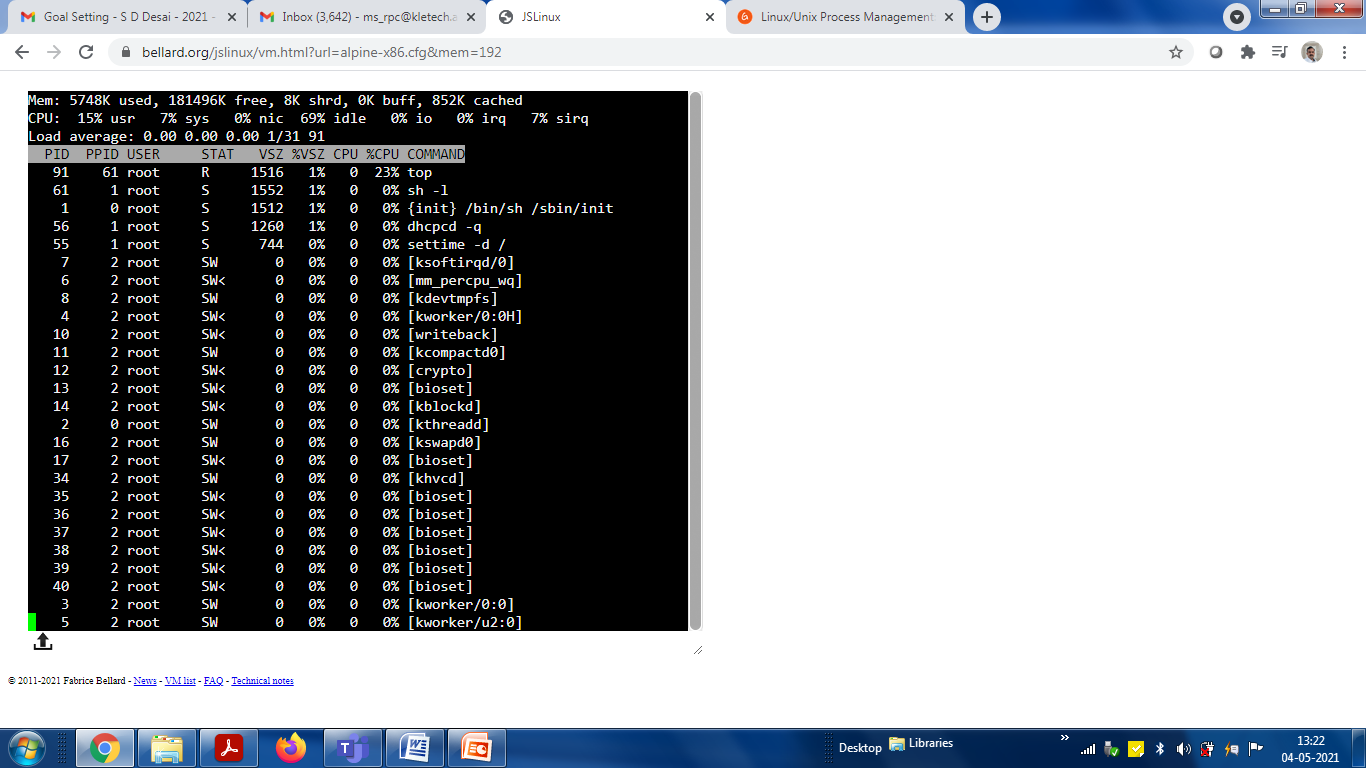 Goal Setting - S D Desai - 2021 -
Inbox (3,642) - ms_rpc@kletech.a
JSLinux
Linux/Unix Process Management
bellard.org/jslinux/vm.html?url=alpine-x86.cfg&mem=192
Mem: 5748K used, 181496K free, 8K shrd, 0K buff, 852K cached
CPU:  15% usr   7% sys   0% nic  69% idle   0% io   0% irq   7% sirq
Load average: 0.00 0.00 0.00 1/31 91
  PID  PPID USER     STAT   VSZ %VSZ CPU %CPU COMMAND
   91    61 root     R     1516   1%   0  23% top
   61     1 root     S     1552   1%   0   0% sh -l
    1     0 root     S     1512   1%   0   0% {init} /bin/sh /sbin/init
   56     1 root     S     1260   1%   0   0% dhcpcd -q
   55     1 root     S      744   0%   0   0% settime -d /
    7     2 root     SW       0   0%   0   0% [ksoftirqd/0]
    6     2 root     SW<      0   0%   0   0% [mm_percpu_wq]
    8     2 root     SW       0   0%   0   0% [kdevtmpfs]
    4     2 root     SW<      0   0%   0   0% [kworker/0:0H]
   10     2 root     SW<      0   0%   0   0% [writeback]
   11     2 root     SW       0   0%   0   0% [kcompactd0]
   12     2 root     SW<      0   0%   0   0% [crypto]
   13     2 root     SW<      0   0%   0   0% [bioset]
   14     2 root     SW<      0   0%   0   0% [kblockd]
    2     0 root     SW       0   0%   0   0% [kthreadd]
   16     2 root     SW       0   0%   0   0% [kswapd0]
   17     2 root     SW<      0   0%   0   0% [bioset]
   34     2 root     SW       0   0%   0   0% [khvcd]
   35     2 root     SW<      0   0%   0   0% [bioset]
   36     2 root     SW<      0   0%   0   0% [bioset]
   37     2 root     SW<      0   0%   0   0% [bioset]
   38     2 root     SW<      0   0%   0   0% [bioset]
   39     2 root     SW<      0   0%   0   0% [bioset]
   40     2 root     SW<      0   0%   0   0% [bioset]
    3     2 root     SW       0   0%   0   0% [kworker/0:0]
    5     2 root     SW       0   0%   0   0% [kworker/u2:0]
© 2011-2021 Fabrice Bellard - News - VM list - FAQ - Technical notes
Desktop
Libraries
13:22
04-05-2021